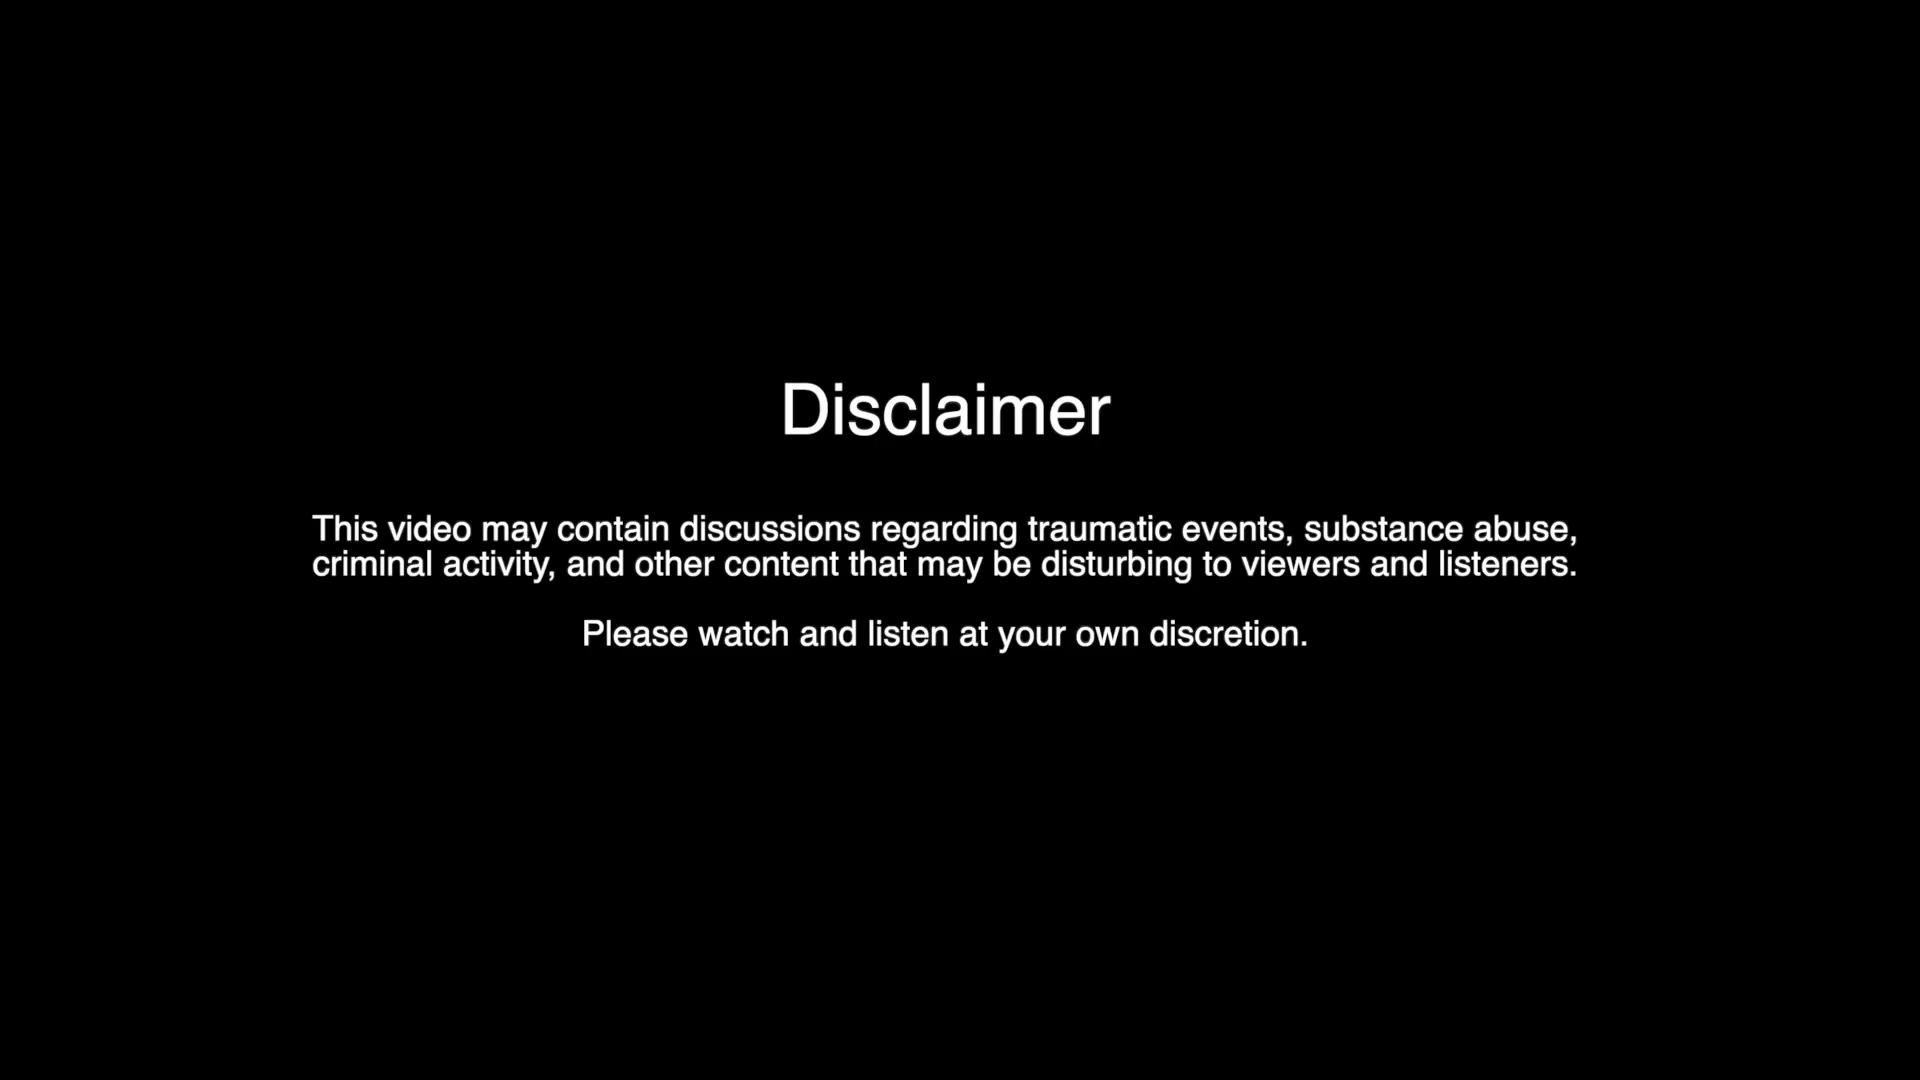 Disclaimer
This video may contain discussions regarding traumatic events, substance abuse,
criminal activity, and other content that may be disturbing to viewers and listeners.
Please watch and listen at your own discretion.